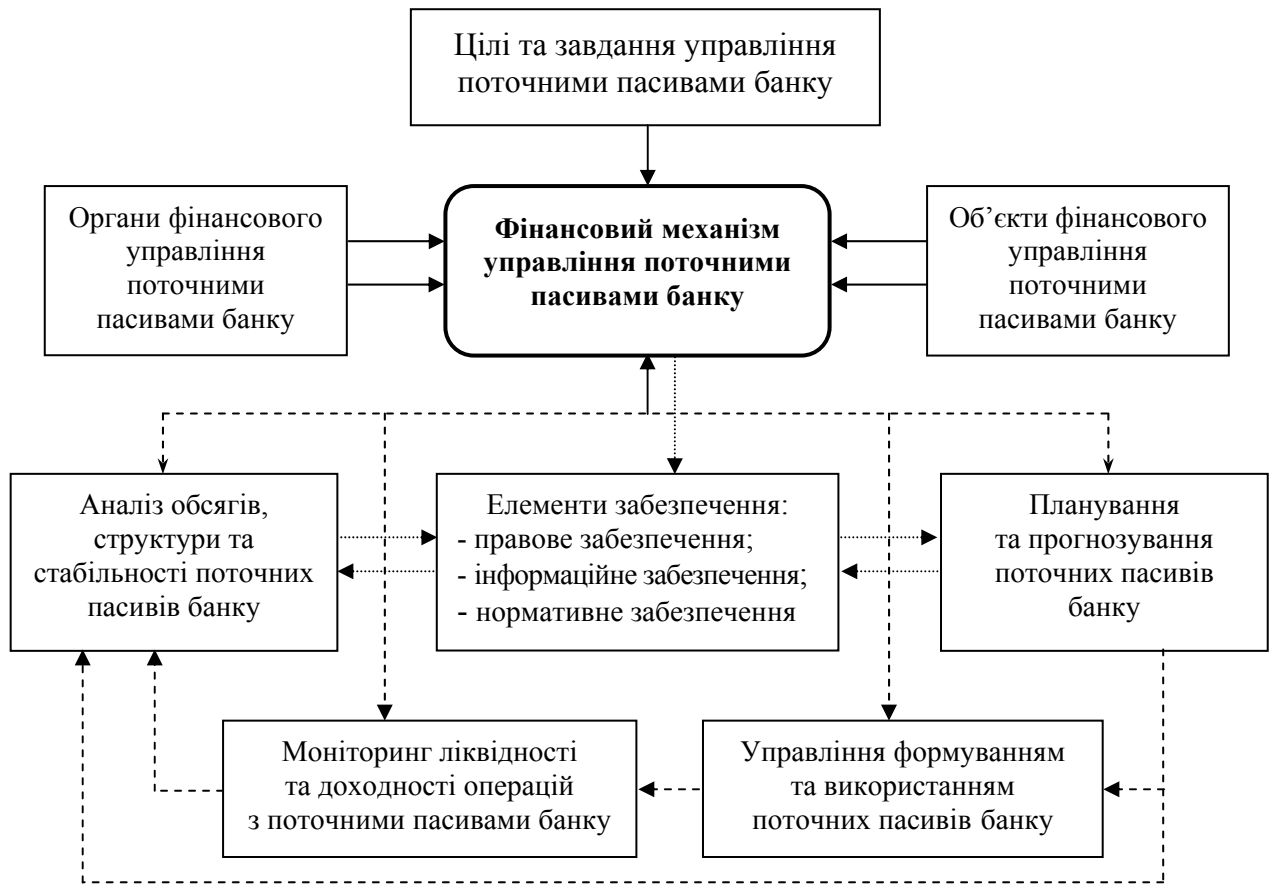 Цілі та завдання управління
поточними пасивами банку
Органи фінансового
управління
поточними
пасивами банку
Фінансовий механізм
управління поточними
пасивами банку
Об’єкти фінансового
управління
поточними
пасивами банку
Аналіз обсягів,
структури та
стабільності поточних
пасивів банку
Елементи забезпечення:
- правове забезпечення;
- інформаційне забезпечення;
- нормативне забезпечення
Планування
та прогнозування
поточних пасивів
банку
Моніторинг ліквідності
та доходності операцій
з поточними пасивами банку
Управління формуванням
та використанням
поточних пасивів банку